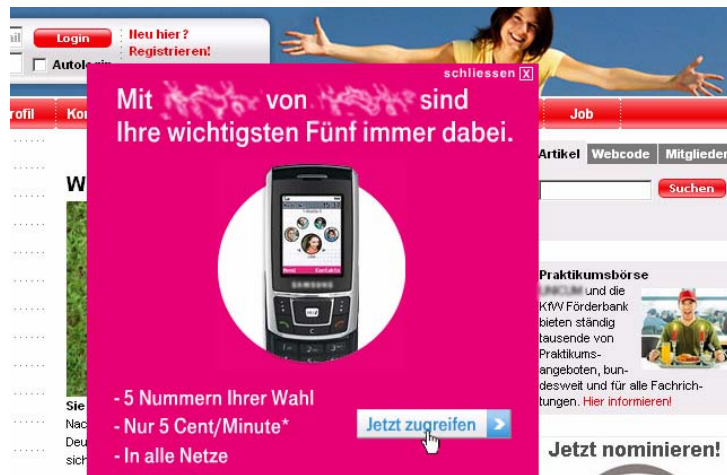 ail
Login
Neu hier?
Registrieren!
Autologin
rofil
Kon
Job
schliessen X
Mit von sind
Ihre wichtigsten Fünf immer dabei.
SAMSUNG
- 5 Nummern Ihrer Wahl
- Nur 5 Cent/Minute*
- In alle Netze
Jetzt zugreifen
W
Sie
Nac
Deu
sich
Artikel Webcode Mitglieder
Suchen
Praktikumsbörse
und die
KfW Förderbank
bieten ständig
tausende von
Praktikums-
angeboten, bun-
desweit und für alle Fachrich-
tungen. Hier informieren!
Jetzt nominieren!